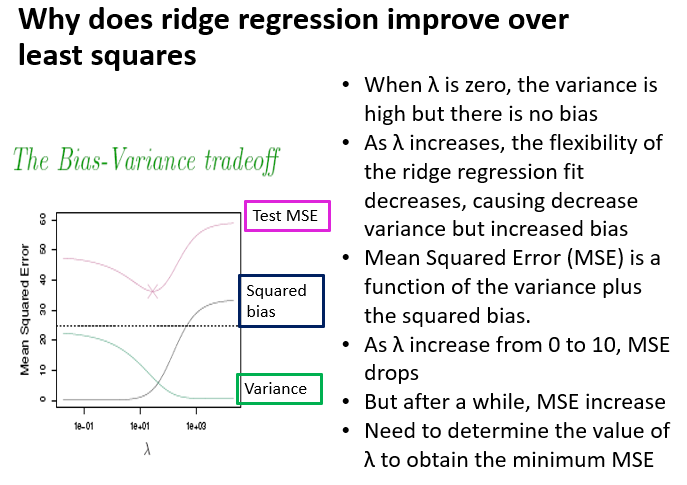 Why does ridge regression improve over
least squares
The Bias-Variance tradeoff
Mean Squared Error
60
50
40
30
20
10
0
1e-01
1e+01
1e+03
λ
Test MSE
Squared
bias
Variance
• When λ is zero, the variance is
high but there is no bias
• As λ increases, the flexibility of
the ridge regression fit
decreases, causing decrease
variance but increased bias
• Mean Squared Error (MSE) is a
function of the variance plus
the squared bias.
• As λ increase from 0 to 10, MSE
drops
• But after a while, MSE increase
• Need to determine the value of
λ to obtain the minimum MSE